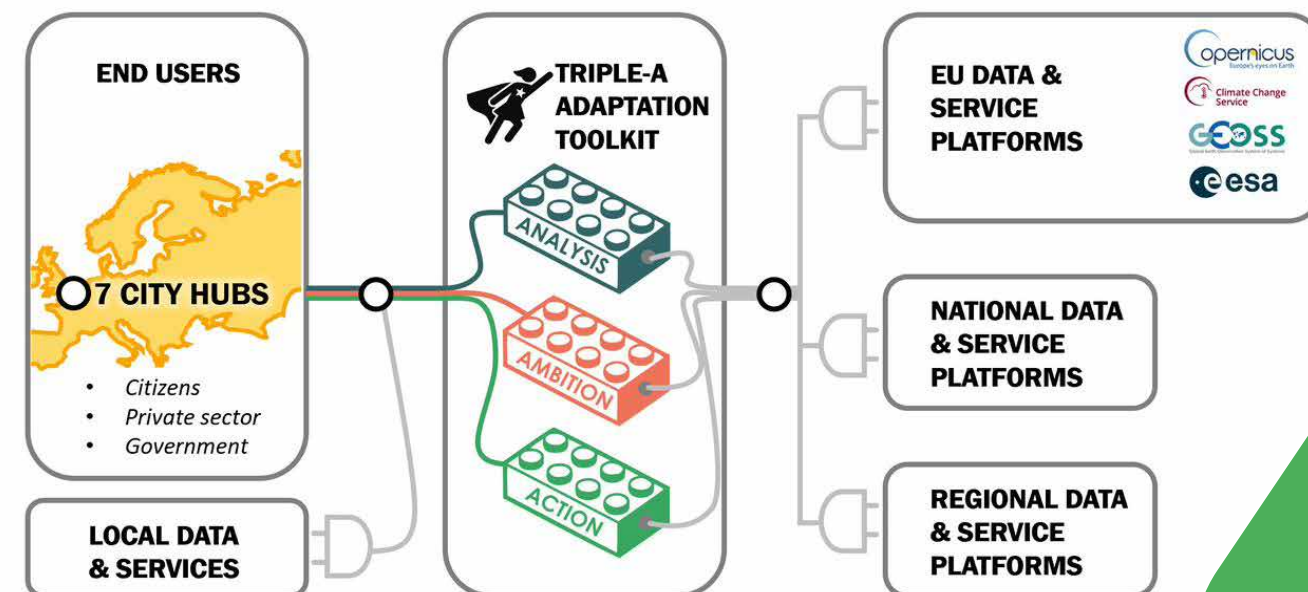 END USERS
7 CITY HUBS
• Citizens
• Private sector
• Government
LOCAL DATA
& SERVICES
TRIPLE-A
ADAPTATION
TOOLKIT
ANALYSIS
AMBITION
ACTION
EU DATA &
SERVICE
PLATFORMS
opernicus
Europe's eyes on Earth
Climate Change
Service
GEOSS
esa
NATIONAL DATA
& SERVICE
PLATFORMS
REGIONAL DATA
& SERVICE
PLATFORMS